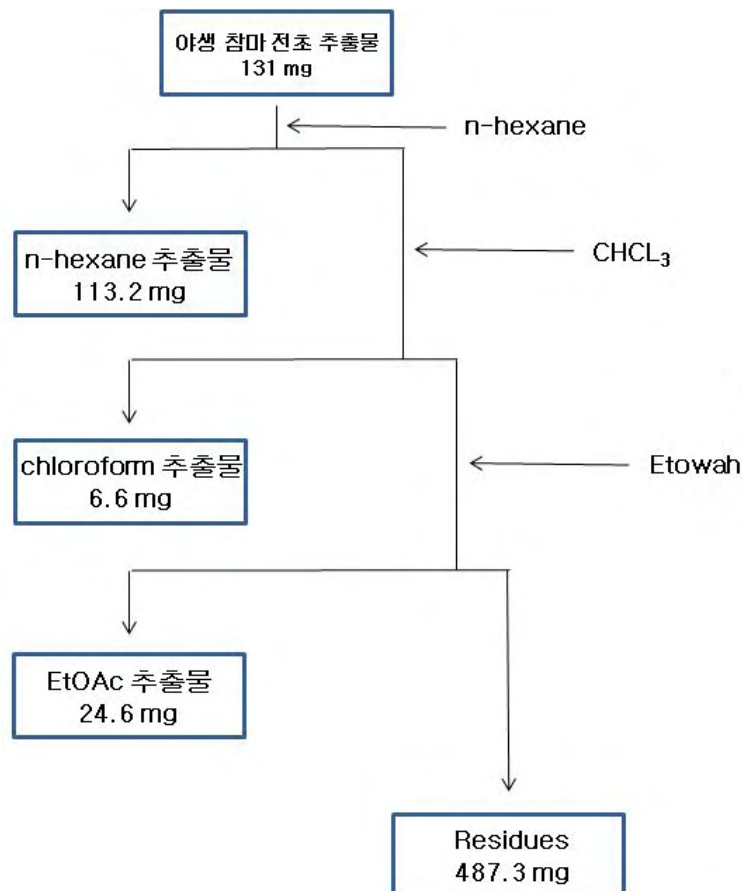 야생 참마 전초 추출물
131 mg
n-hexane
n-hexane 추출물
113.2 mg
CHCL₃
chloroform 추출물
6.6 mg
Etowah
EtOAc 추출물
24.6 mg
Residues
487.3 mg